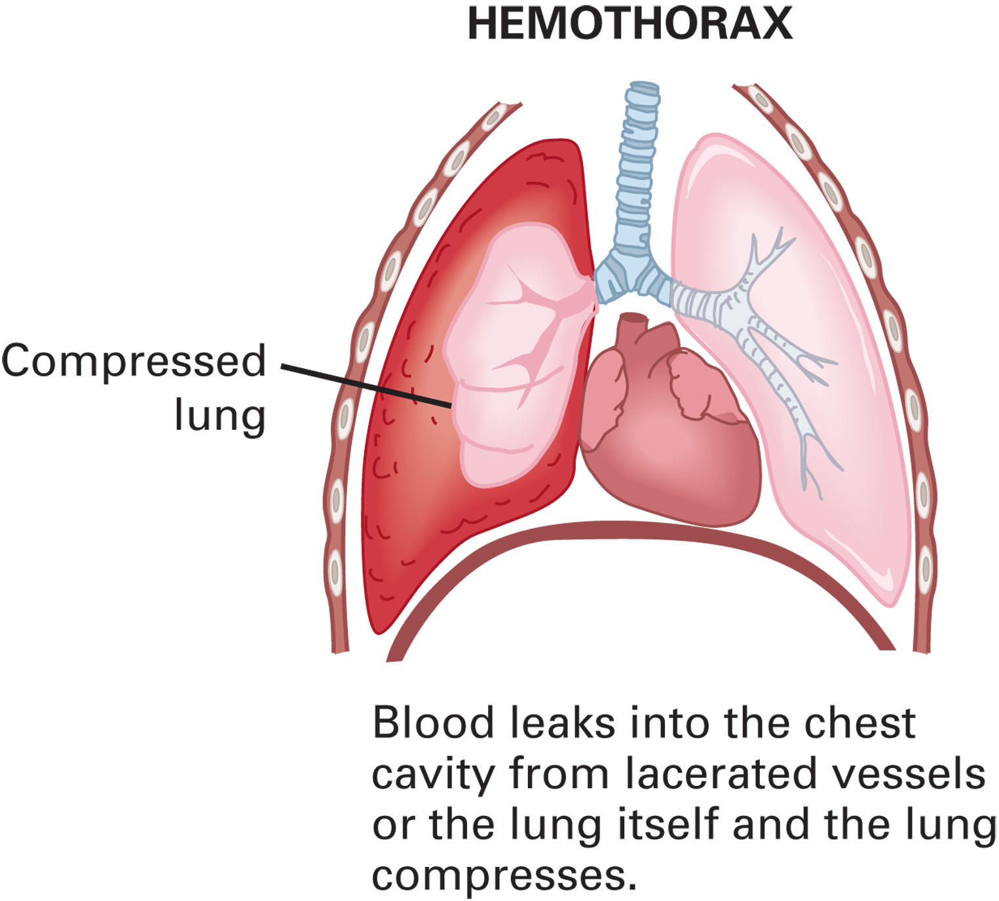 HEMOTHORAX
Compressed
lung
Blood leaks into the chest
cavity from lacerated vessels
or the lung itself and the lung
compresses.